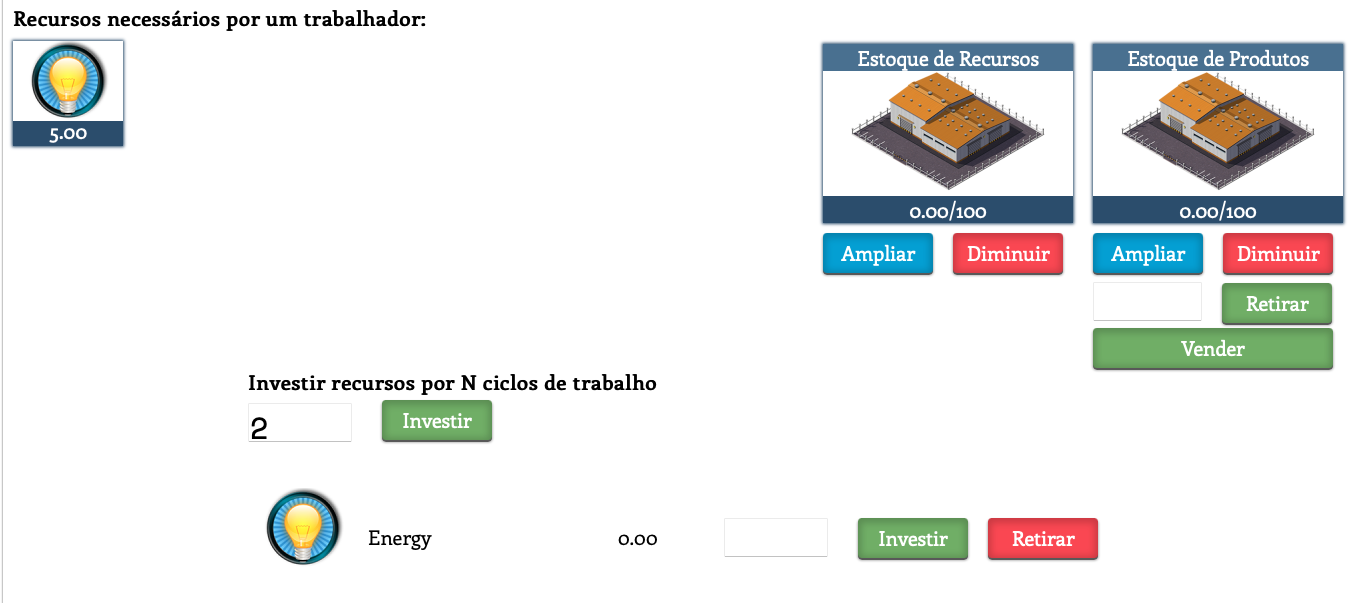 Recursos necessários por um trabalhador:
5.00
Estoque de Recursos
0.00/100
Ampliar
Diminuir
Estoque de Produtos
0.00/100
Ampliar
Diminuir
Retirar
Vender
Investir recursos por N ciclos de trabalho
2
Investir
Energy
0.00
Investir
Retirar